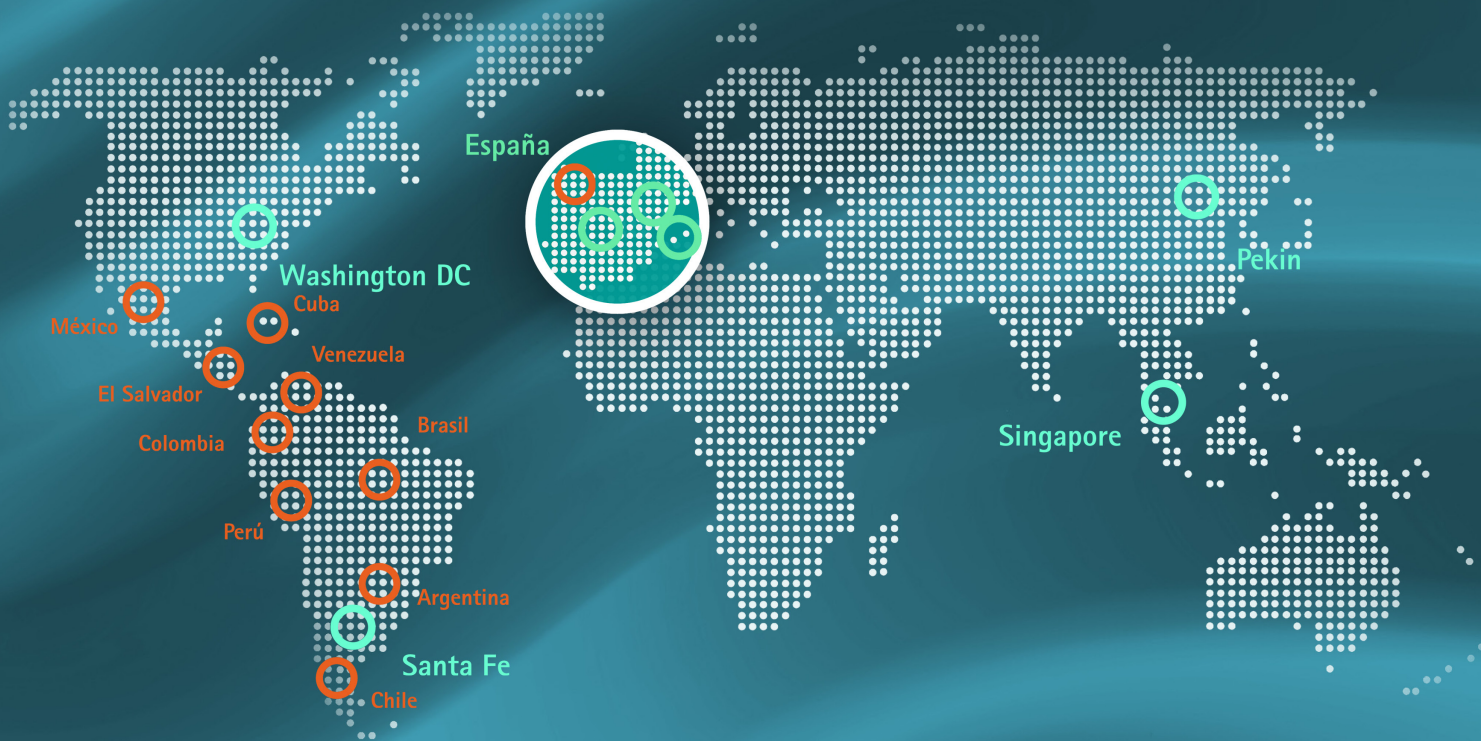 España
Washington DC
Pekin
Cuba
México
Venezuela
El Salvador
Brasil
Colombia
Singapore
Perú
Argentina
Santa Fe
Chile